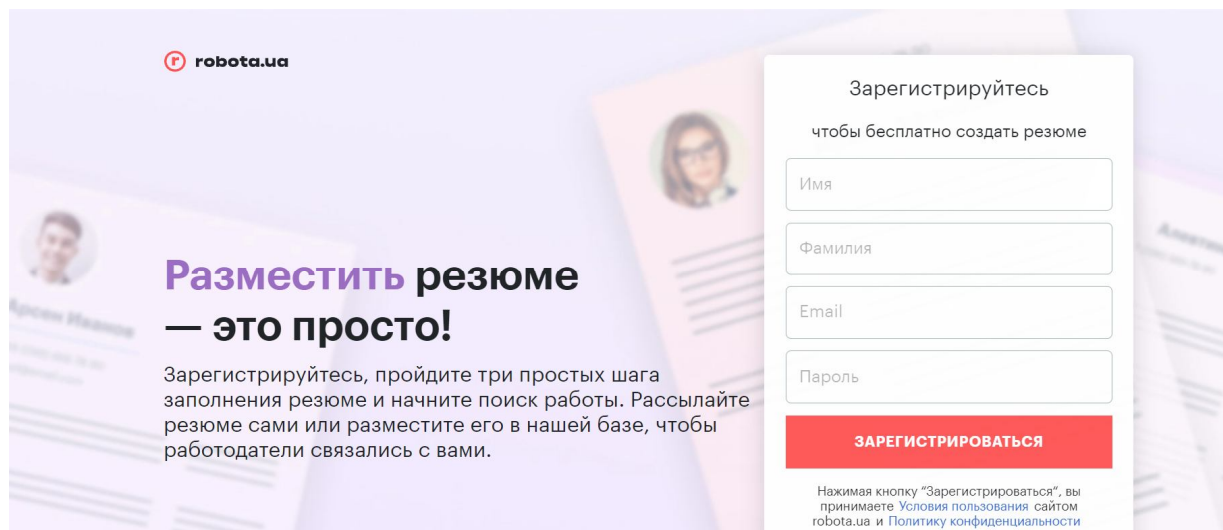 robota.ua
Зарегистрируйтесь
чтобы бесплатно создать резюме
Имя
Фамилия
Email
Пароль
ЗАРЕГИСТРИРОВАТЬСЯ
Нажимая кнопку “Зарегистрироваться”, вы
принимаете Условия пользования сайтом
robota.ua и Политику конфиденциальности
Разместить резюме
— это просто!
Зарегистрируйтесь, пройдите три простых шага
заполнения резюме и начните поиск работы. Рассылайте
резюме сами или разместите его в нашей базе, чтобы
работодатели связались с вами.
Арсен Иванов